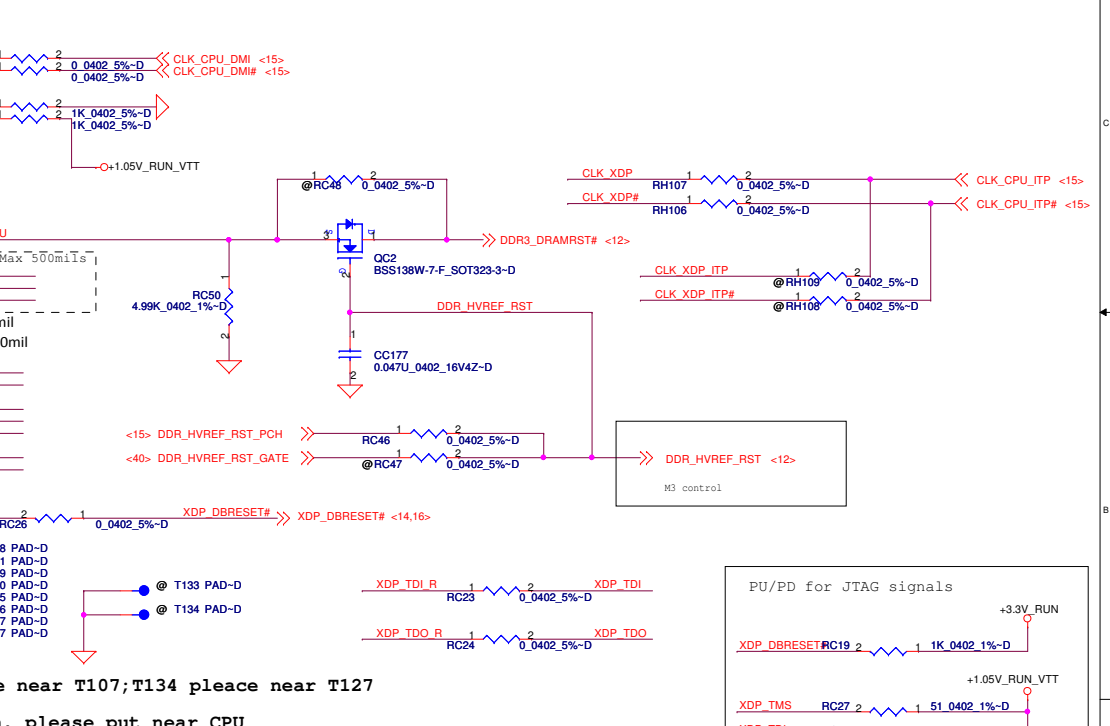 2 0_0402_5%~D CLK_CPU_DMI <15>
2 0_0402_5%~D CLK_CPU_DMI# <15>
2 1K_0402_5%~D
2 1K_0402_5%~D
+1.05V_RUN_VTT
C
1 2
@RC48 0_0402_5%~D
CLK_XDP 1 2 CLK_CPU_ITP <15>
RH107 0_0402_5%~D
CLK_XDP# 1 2 CLK_CPU_ITP# <15>
RH106 0_0402_5%~D
U
3 S D 1
DDR3_DRAMRST# <12>
Max 500mils
G 2
QC2
BSS138W-7-F_SOT323-3~D
CLK_XDP_ITP 1 2
@RH109 0_0402_5%~D
CLK_XDP_ITP# 1 2
@RH108 0_0402_5%~D
1
RC50
4.99K_0402_1%~D
2
DDR_HVREF_RST
mil
0mil
1
CC177
0.047U_0402_16V4Z~D
2
<15> DDR_HVREF_RST_PCH 1 2
RC46 0_0402_5%~D
<40> DDR_HVREF_RST_GATE 1 2
@RC47 0_0402_5%~D
DDR_HVREF_RST <12>
M3 control
B
2 1 XDP_DBRESET# XDP_DBRESET# <14,16>
RC26 0_0402_5%~D
8 PAD~D
1 PAD~D
9 PAD~D
0 PAD~D
5 PAD~D
6 PAD~D
7 PAD~D
7 PAD~D
@ T133 PAD~D
@ T134 PAD~D
XDP_TDI_R 1 2 XDP_TDI
RC23 0_0402_5%~D
XDP_TDO_R 1 2 XDP_TDO
RC24 0_0402_5%~D
PU/PD for JTAG signals
+3.3V_RUN
XDP_DBRESET# RC19 2 1 1K_0402_1%~D
+1.05V_RUN_VTT
XDP_TMS RC27 2 1 51_0402_1%~D
e near T107;T134 pleace near T127
please put near CPU